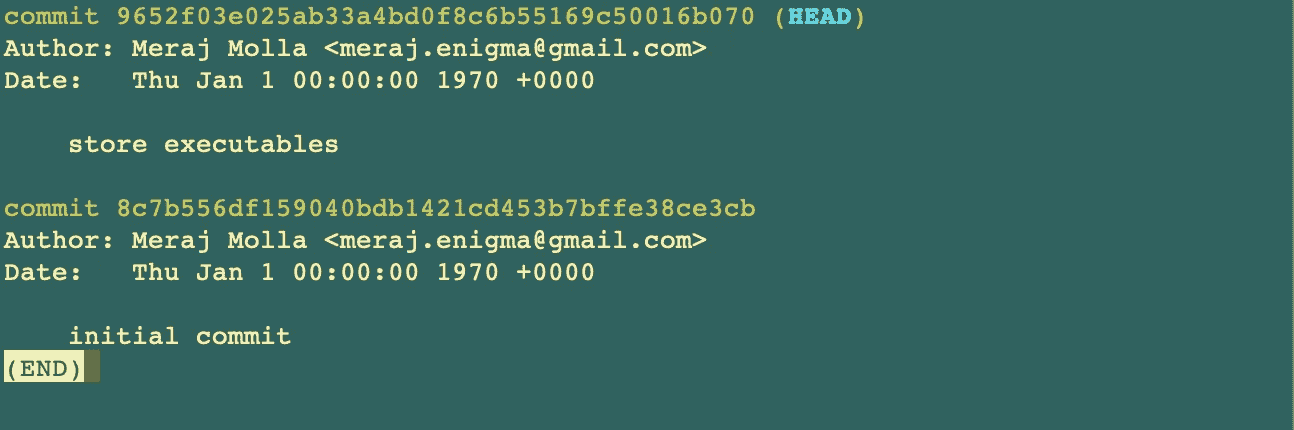 commit 9652f03e025ab33a4bd0f8c6b55169c50016b070 (HEAD)
Author: Meraj Molla <meraj.enigma@gmail.com>
Date:   Thu Jan 1 00:00:00 1970 +0000
    store executables
commit 8c7b556df159040bdb1421cd453b7bffe38ce3cb
Author: Meraj Molla <meraj.enigma@gmail.com>
Date:   Thu Jan 1 00:00:00 1970 +0000
    initial commit
(END)